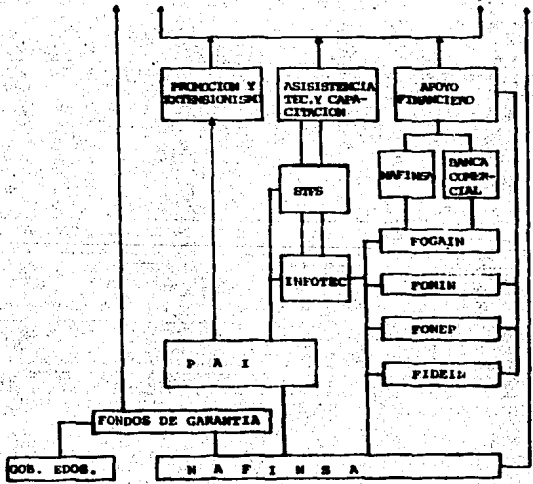 PROMOCION Y
EXTENSIONISMO
ASISISTENCIA
TEC. Y CAPA-
CITACION
APOYO
FINANCIERO
NAFINSA
BANCA
COMER-
CIAL
STPS
FOGAIN
INFOTEC
FOMIN
FONEP
P A I
FIDEIN
FONDOS DE GARANTIA
GOB. EDOS.
N A F I N S A